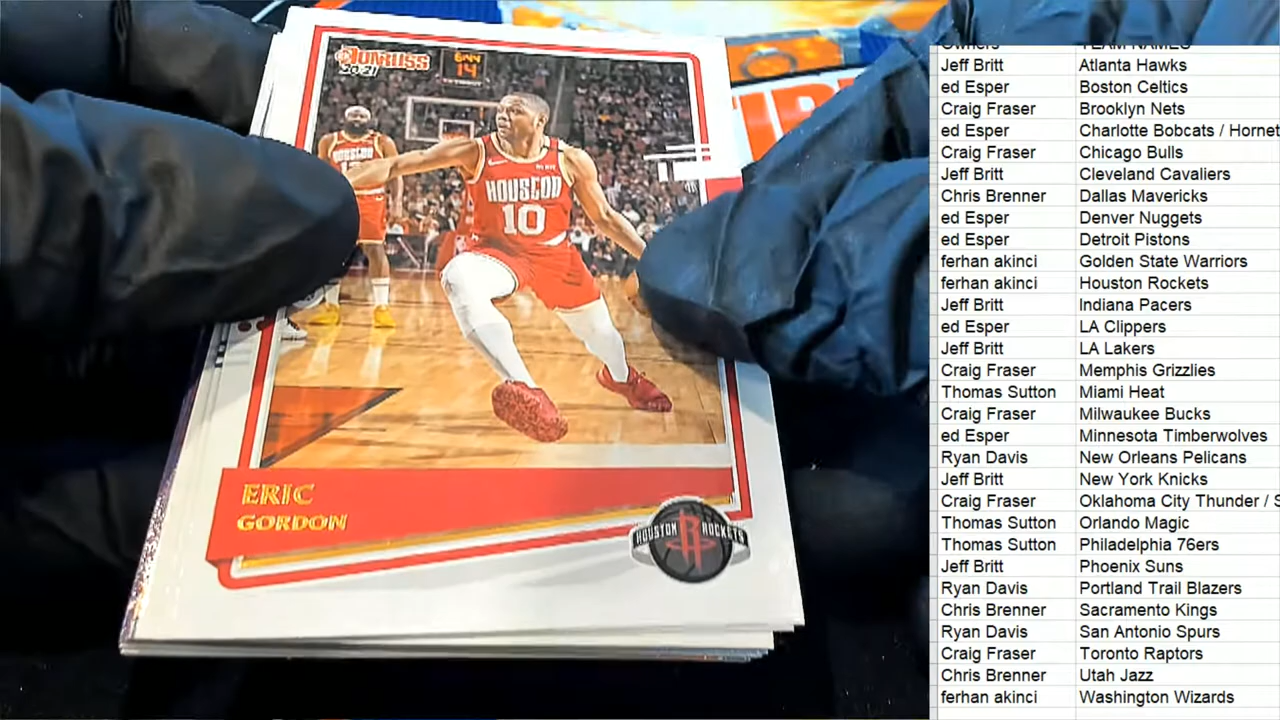 DONRUSS
2021
6:44
14
HOUSTON
HOUSTON
10
ERIC
GORDON
HOUSTON ROCKETS
R
Owners TEAM NAMES
Jeff Britt Atlanta Hawks
ed Esper Boston Celtics
Craig Fraser Brooklyn Nets
ed Esper Charlotte Bobcats / Hornet
Craig Fraser Chicago Bulls
Jeff Britt Cleveland Cavaliers
Chris Brenner Dallas Mavericks
ed Esper Denver Nuggets
ed Esper Detroit Pistons
ferhan akinci Golden State Warriors
ferhan akinci Houston Rockets
Jeff Britt Indiana Pacers
ed Esper LA Clippers
Jeff Britt LA Lakers
Craig Fraser Memphis Grizzlies
Thomas Sutton Miami Heat
Craig Fraser Milwaukee Bucks
ed Esper Minnesota Timberwolves
Ryan Davis New Orleans Pelicans
Jeff Britt New York Knicks
Craig Fraser Oklahoma City Thunder / S
Thomas Sutton Orlando Magic
Thomas Sutton Philadelphia 76ers
Jeff Britt Phoenix Suns
Ryan Davis Portland Trail Blazers
Chris Brenner Sacramento Kings
Ryan Davis San Antonio Spurs
Craig Fraser Toronto Raptors
Chris Brenner Utah Jazz
ferhan akinci Washington Wizards